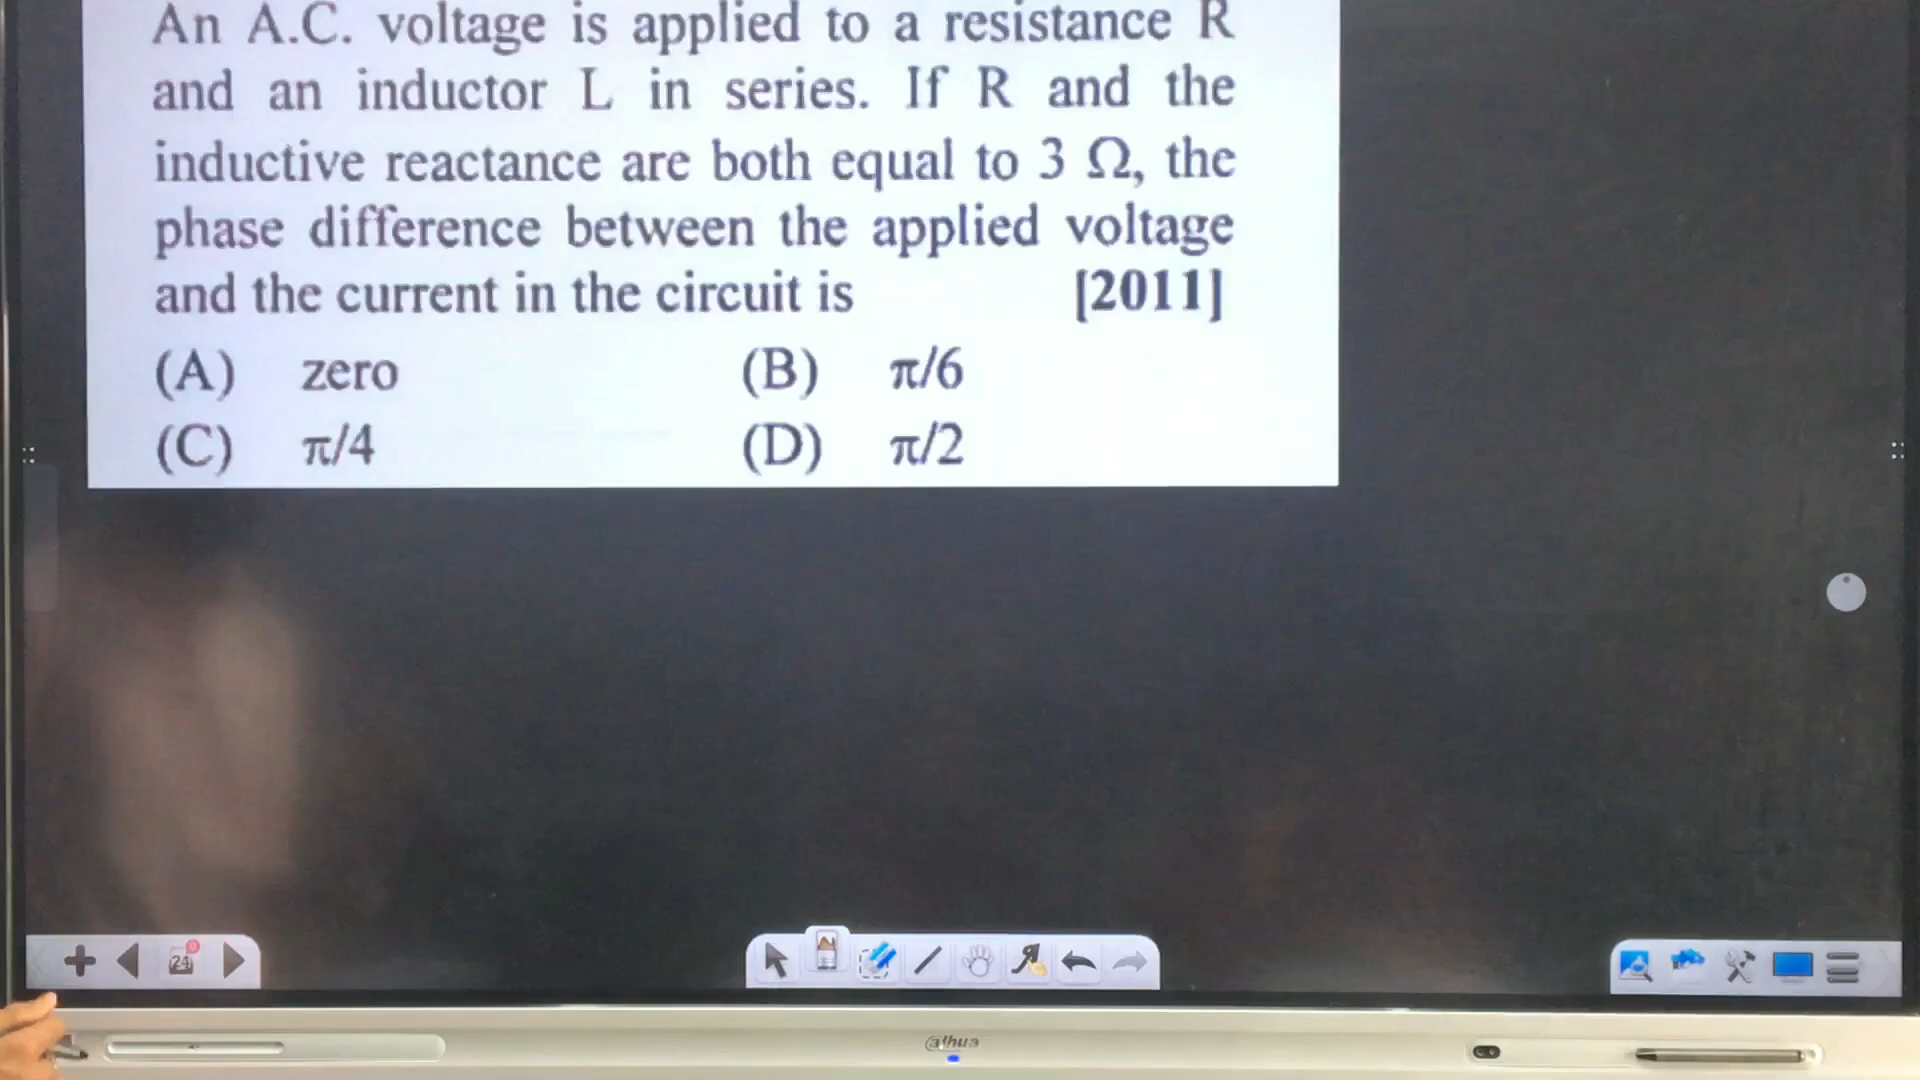 An A.C. voltage is applied to a resistance R
and an inductor L in series. If R and the
inductive reactance are both equal to 3 Ω, the
phase difference between the applied voltage
and the current in the circuit is [2011]
(A) zero (B) π/6
(C) π/4 (D) π/2
24
alhua